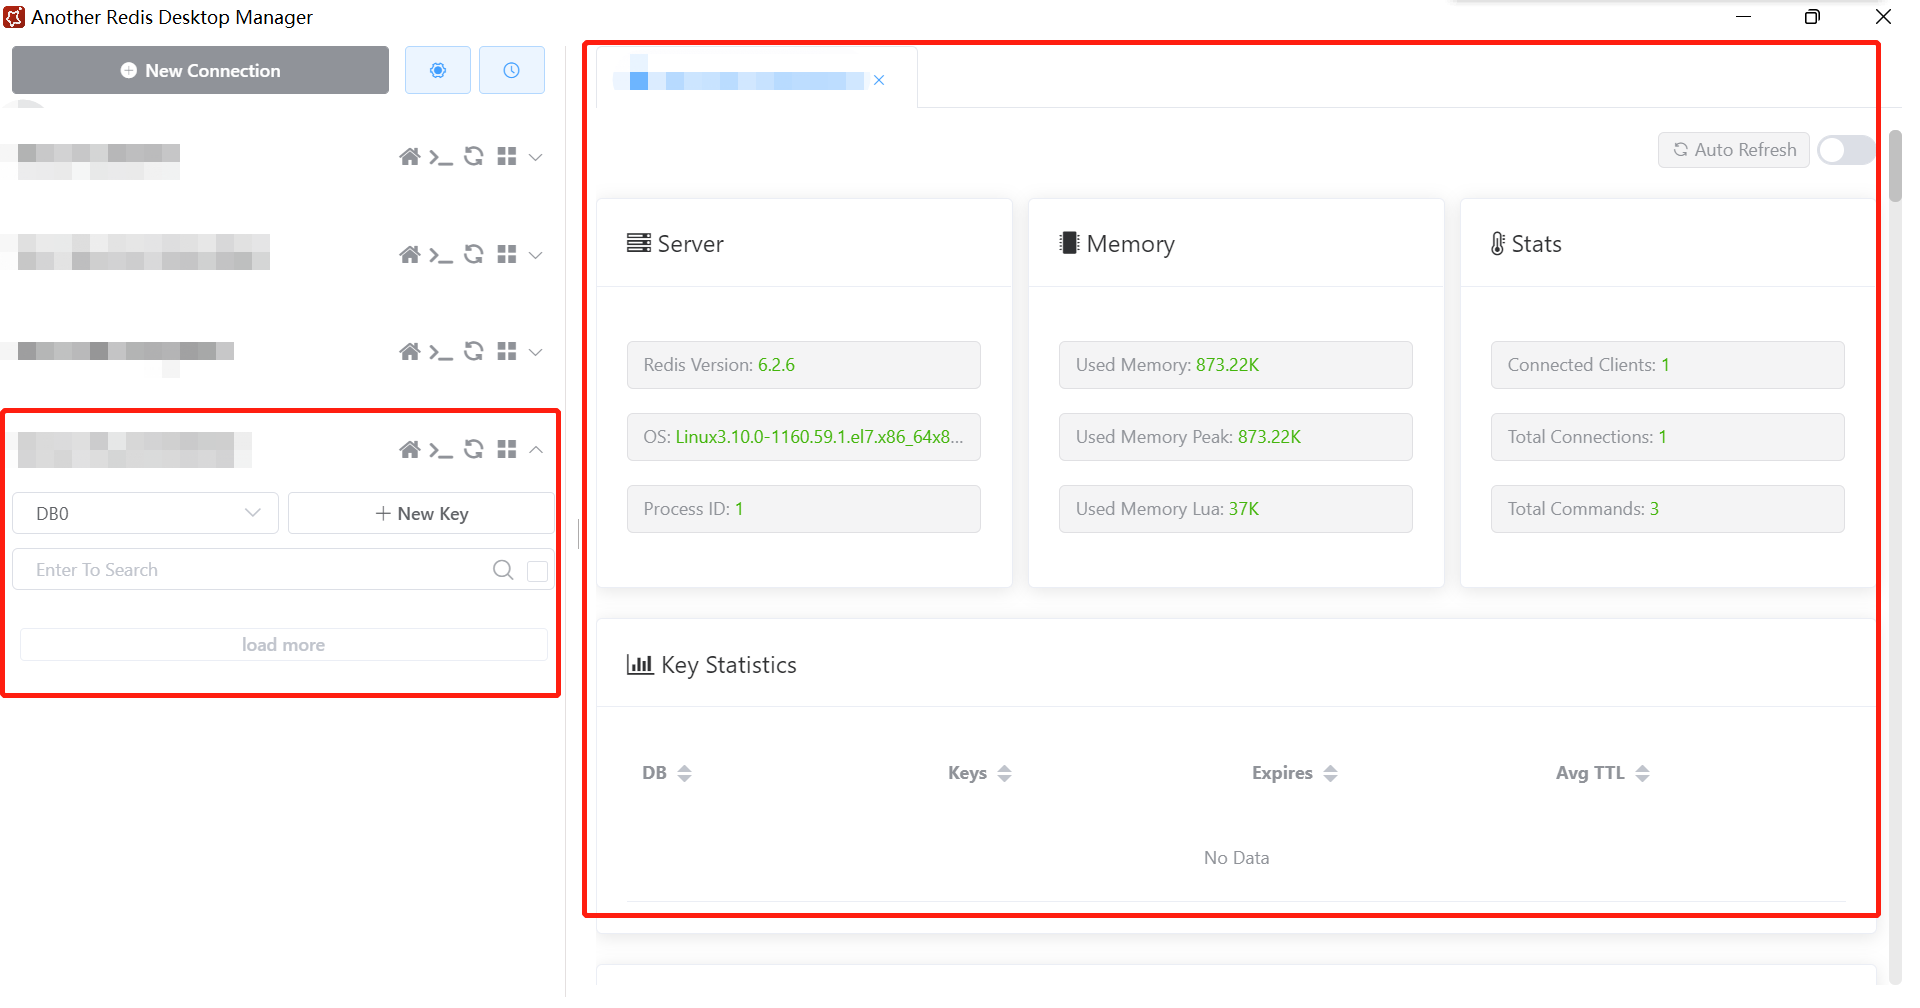 Another Redis Desktop Manager
New Connection
DB0
New Key
Enter To Search
load more
Auto Refresh
Server
Redis Version: 6.2.6
OS: Linux3.10.0-1160.59.1.el7.x86_64x8...
Process ID: 1
Memory
Used Memory: 873.22K
Used Memory Peak: 873.22K
Used Memory Lua: 37K
Stats
Connected Clients: 1
Total Connections: 1
Total Commands: 3
Key Statistics
DB Keys Expires Avg TTL
No Data